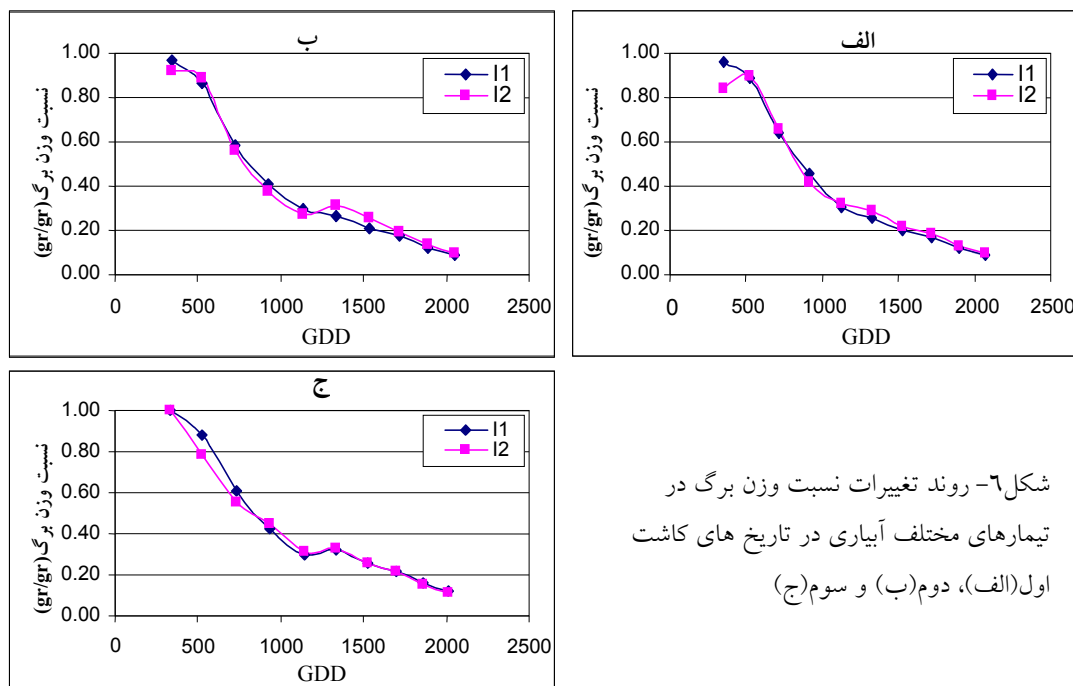 ب
1.00
0.80
0.60
0.40
0.20
0.00
نسبت وزن برگ(gr/gr)
I1
I2
0
500
1000
1500
2000
2500
GDD
الف
1.00
0.80
0.60
0.40
0.20
0.00
نسبت وزن برگ(gr/gr)
I1
I2
0
500
1000
1500
2000
2500
GDD
ج
1.00
0.80
0.60
0.40
0.20
0.00
نسبت وزن برگ(gr/gr)
I1
I2
0
500
1000
1500
2000
2500
GDD
شکل٦- روند تغییرات نسبت وزن برگ در
تیمارهای مختلف آبیاری در تاریخ های کاشت
اول(الف)، دوم(ب) و سوم(ج)